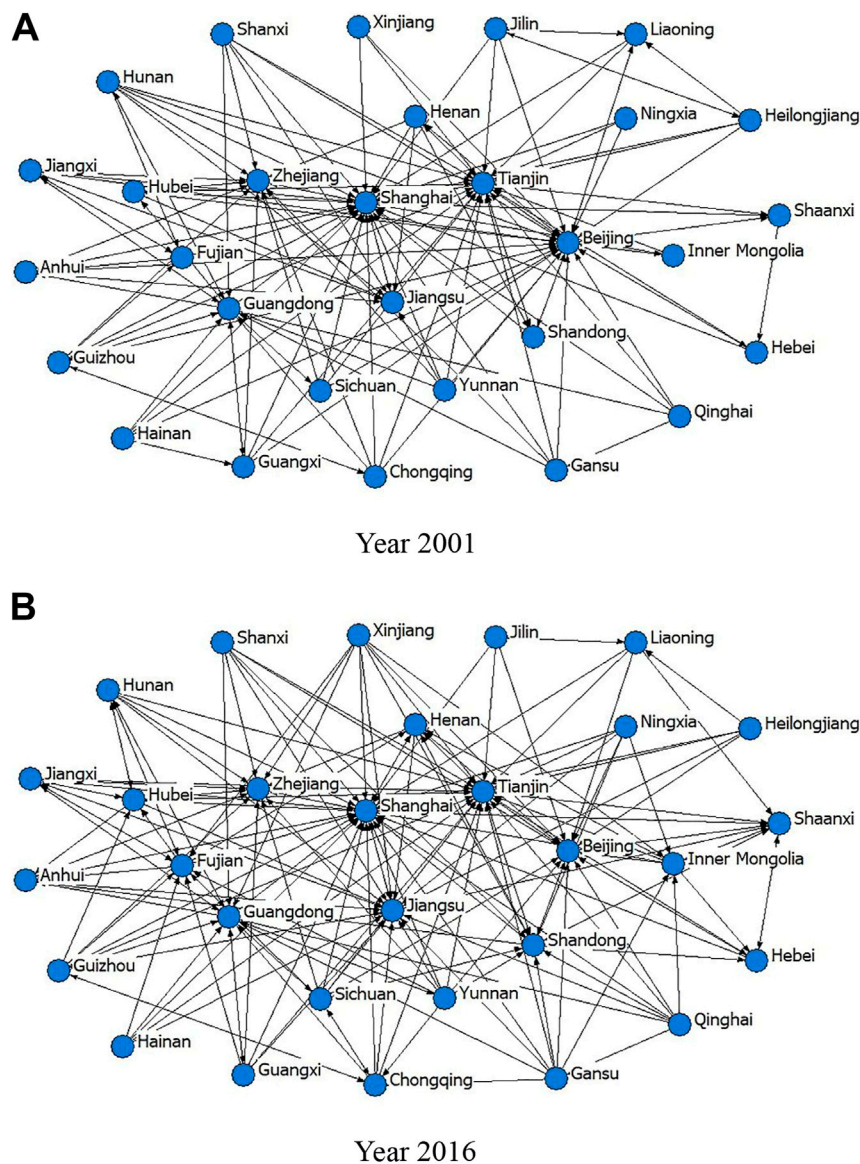 A
Shanxi
Xinjiang
Jilin
Liaoning
Hunan
Henan
Ningxia
Heilongjiang
Jiangxi
Hubei
Zhejiang
Tianjin
Shanghai
Shaanxi
Anhui
Fujian
Beijing
Inner Mongolia
Guangdong
Jiangsu
Shandong
Hebei
Guizhou
Sichuan
Yunnan
Qinghai
Hainan
Guangxi
Chongqing
Gansu
Year 2001
B
Shanxi
Xinjiang
Jilin
Liaoning
Hunan
Henan
Ningxia
Heilongjiang
Jiangxi
Hubei
Zhejiang
Tianjin
Shanghai
Shaanxi
Anhui
Fujian
Beijing
Inner Mongolia
Guangdong
Jiangsu
Shandong
Hebei
Guizhou
Sichuan
Yunnan
Qinghai
Hainan
Guangxi
Chongqing
Gansu
Year 2016